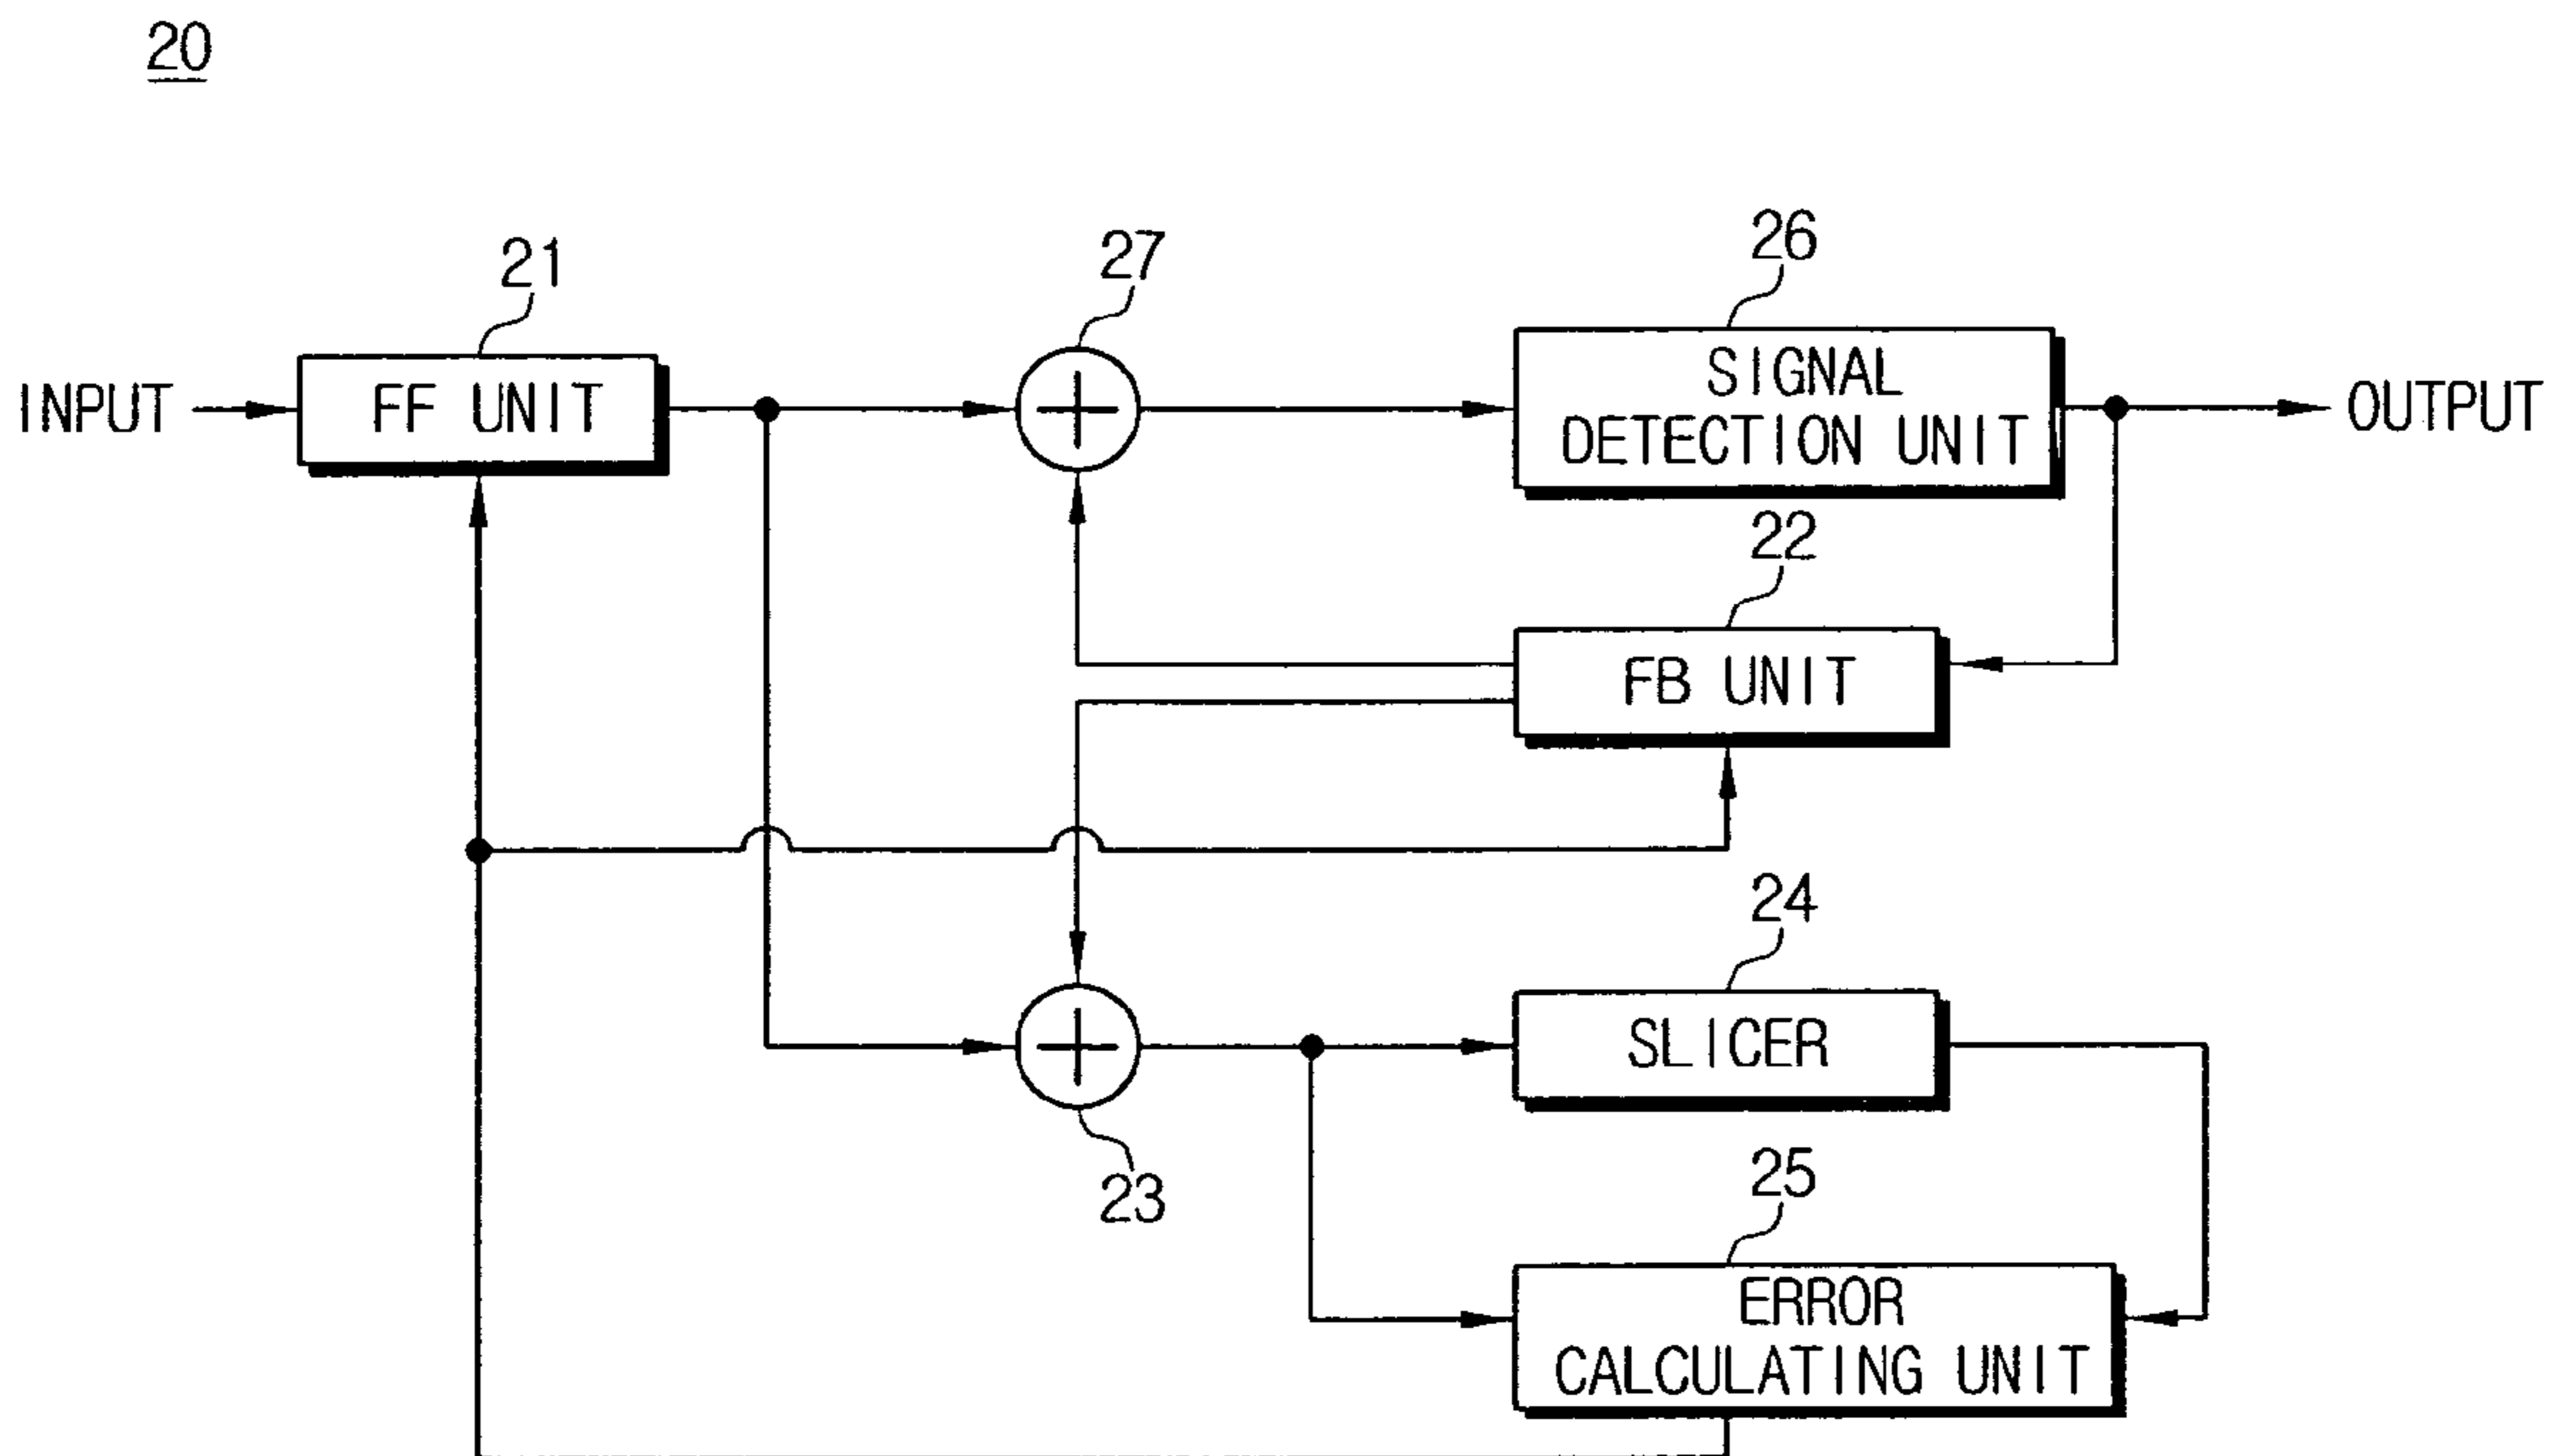 20
21
27
26
INPUT
FF UNIT
SIGNAL
DETECTION UNIT
OUTPUT
22
FB UNIT
24
SLICER
23
25
ERROR
CALCULATING UNIT